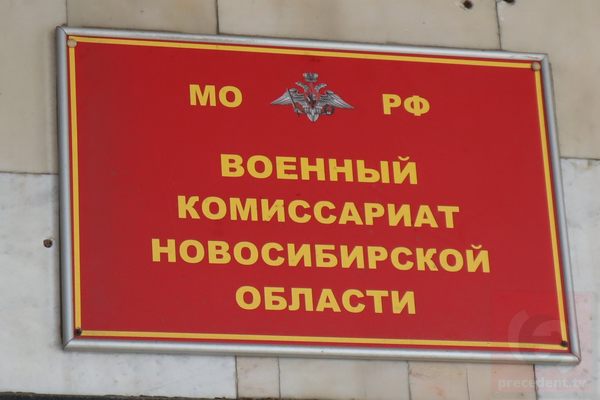 МО РФ
ВОЕННЫЙ
КОМИССАРИАТ
НОВОСИБИРСКОЙ
ОБЛАСТИ
precedent.tv